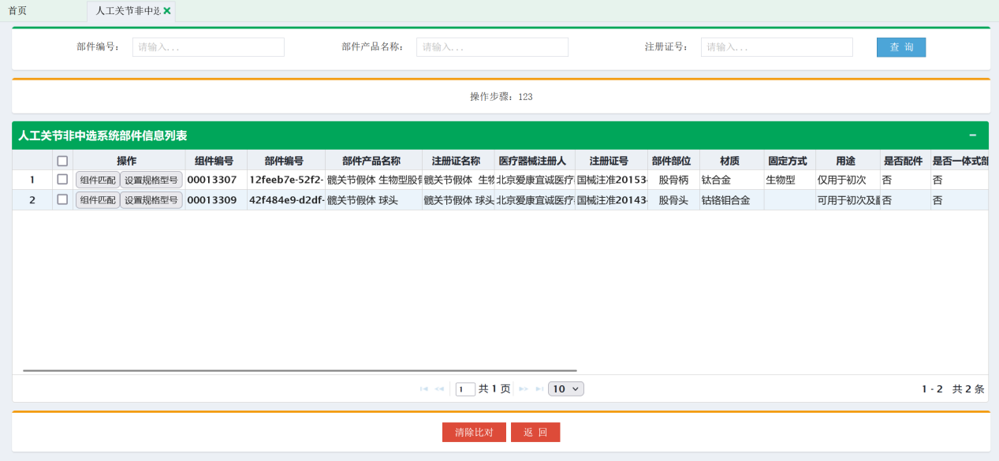 首页 人工关节非中选
部件编号： 请输入... 部件产品名称： 请输入... 注册证号： 请输入... 查 询
操作步骤：123
人工关节非中选系统部件信息列表
操作 组件编号 部件编号 部件产品名称 注册证名称 医疗器械注册人 注册证号 部件部位 材质 固定方式 用途 是否配件 是否一体式部
1 组件匹配 设置规格型号 00013307 12feeb7e-52f2- 髋关节假体 生物型股骨 髋关节假体 生物 北京爱康宜诚医疗 国械注准20153 股骨柄 钛合金 生物型 仅用于初次 否 否
2 组件匹配 设置规格型号 00013309 42f484e9-d2df- 髋关节假体 球头 髋关节假体 球头 北京爱康宜诚医疗 国械注准20143 股骨头 钴铬钼合金 可用于初次及翻 否 否
1 共 1 页 10 1 - 2 共 2 条
清除比对 返 回